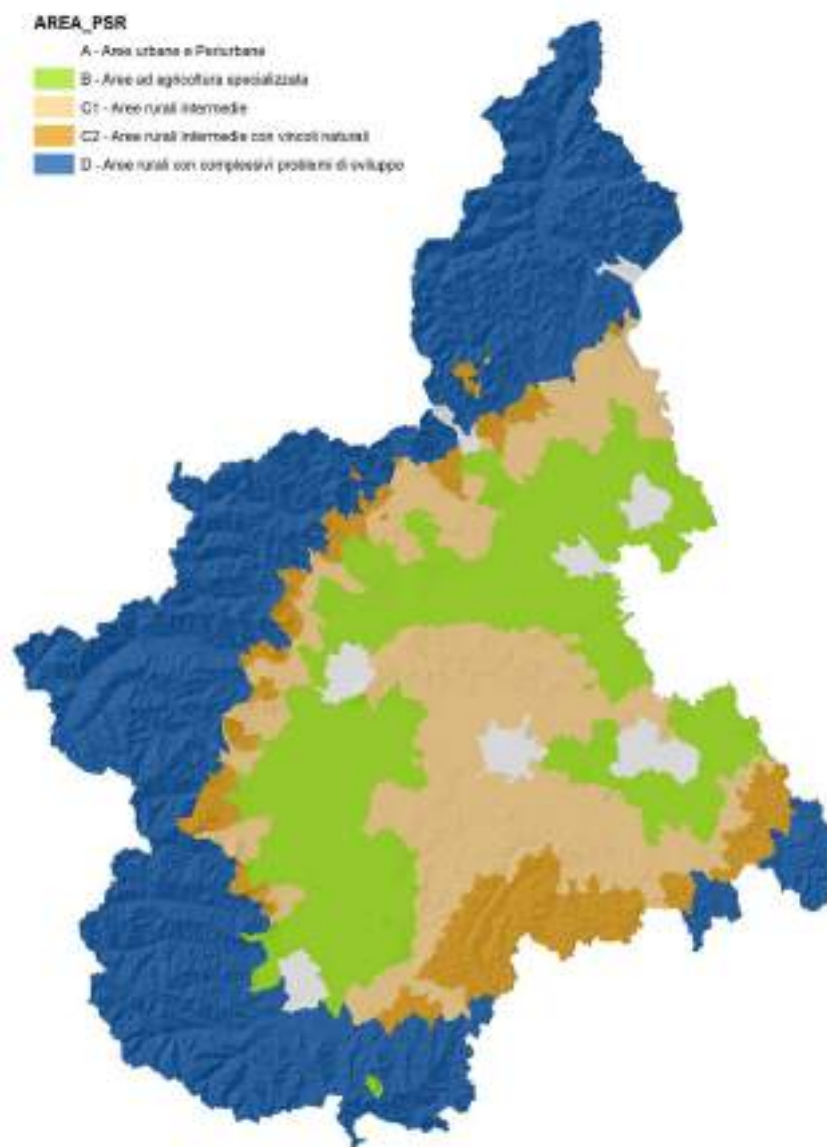 AREA_PSR
A - Aree urbane e Periurbane
B - Aree ad agricoltura specializzata
C1 - Aree rurali intermedie
C2 - Aree rurali intermedie con vincoli naturali
D - Aree rurali con complessivi problemi di sviluppo